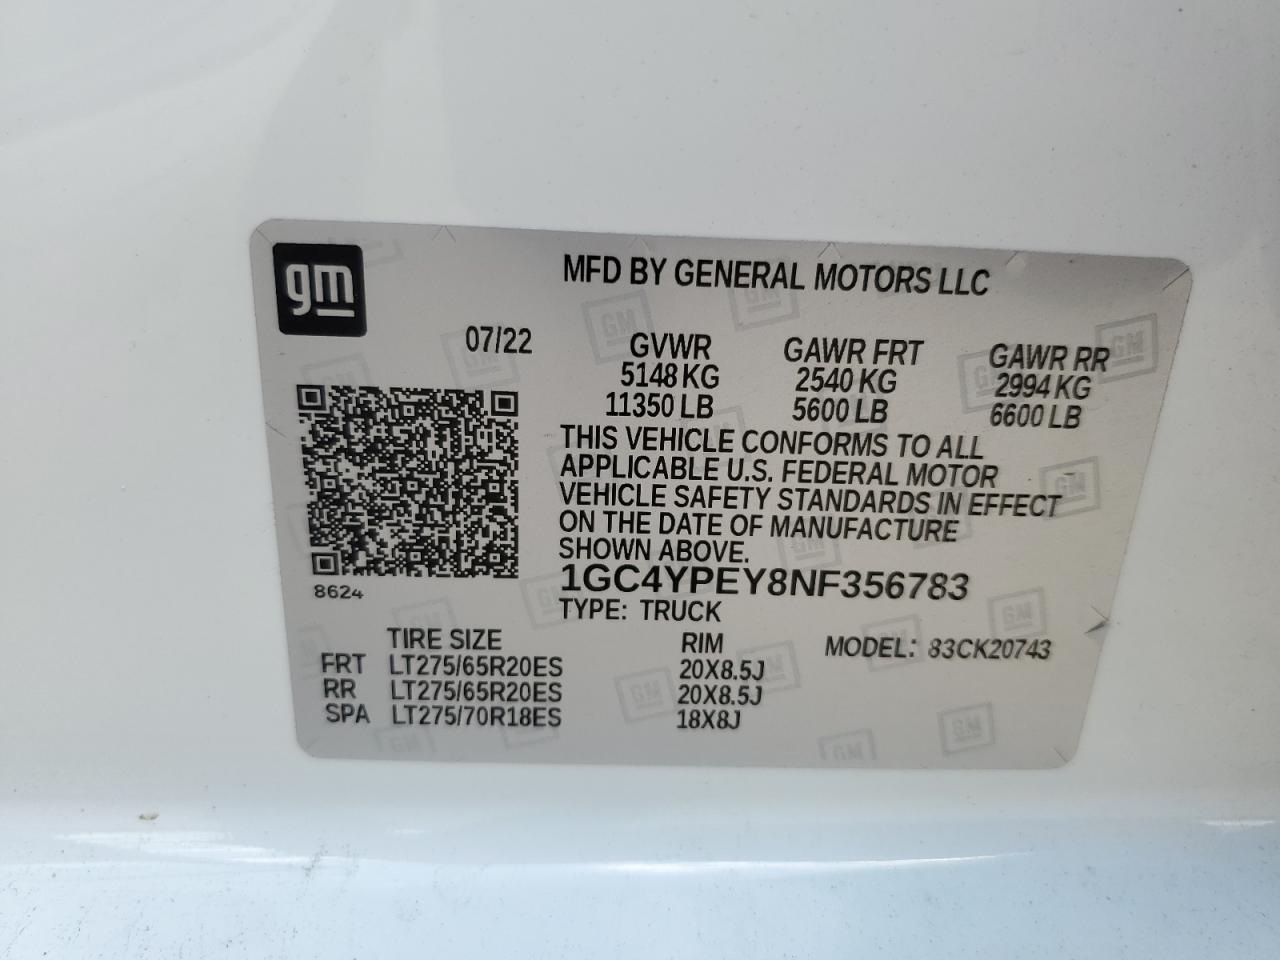 gm
MFD BY GENERAL MOTORS LLC
07/22
GVWR GAWR FRT GAWR RR
5148 KG 2540 KG 2994 KG
11350 LB 5600 LB 6600 LB
THIS VEHICLE CONFORMS TO ALL
APPLICABLE U.S. FEDERAL MOTOR
VEHICLE SAFETY STANDARDS IN EFFECT
ON THE DATE OF MANUFACTURE
SHOWN ABOVE.
1GC4YPEY8NF356783
8624
TYPE: TRUCK
TIRE SIZE RIM MODEL: 83CK20743
FRT LT275/65R20ES 20X8.5J
RR LT275/65R20ES 20X8.5J
SPA LT275/70R18ES 18X8J